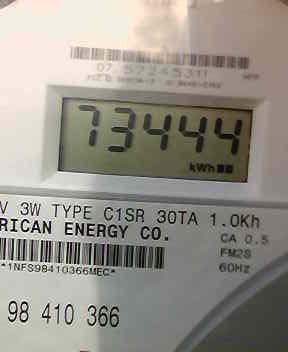 07 57245311
73444
kWh
V 3W TYPE C1SR 30TA 1.0Kh
RICAN ENERGY CO.
CA 0.5
FM2S
60Hz
*1NFS98410366MEC*
98 410 366